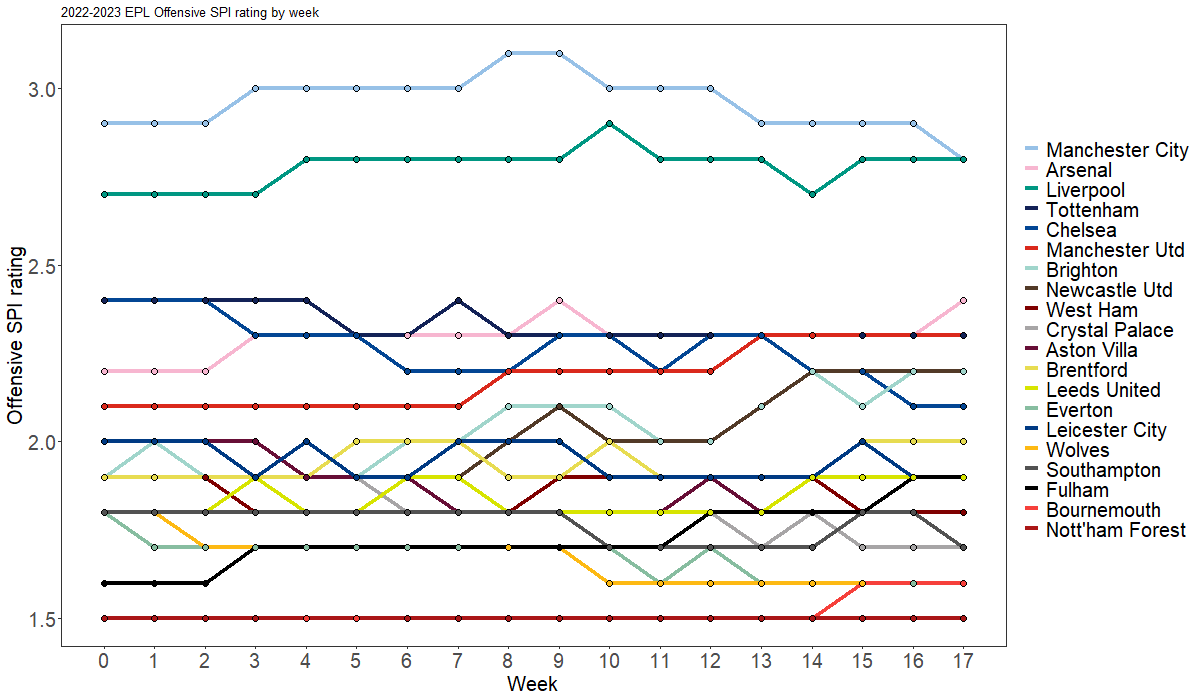 2022-2023 EPL Offensive SPI rating by week
Offensive SPI rating
3.0
2.5
2.0
1.5
0 1 2 3 4 5 6 7 8 9 10 11 12 13 14 15 16 17
Week
Manchester City
Arsenal
Liverpool
Tottenham
Chelsea
Manchester Utd
Brighton
Newcastle Utd
West Ham
Crystal Palace
Aston Villa
Brentford
Leeds United
Everton
Leicester City
Wolves
Southampton
Fulham
Bournemouth
Nott'ham Forest